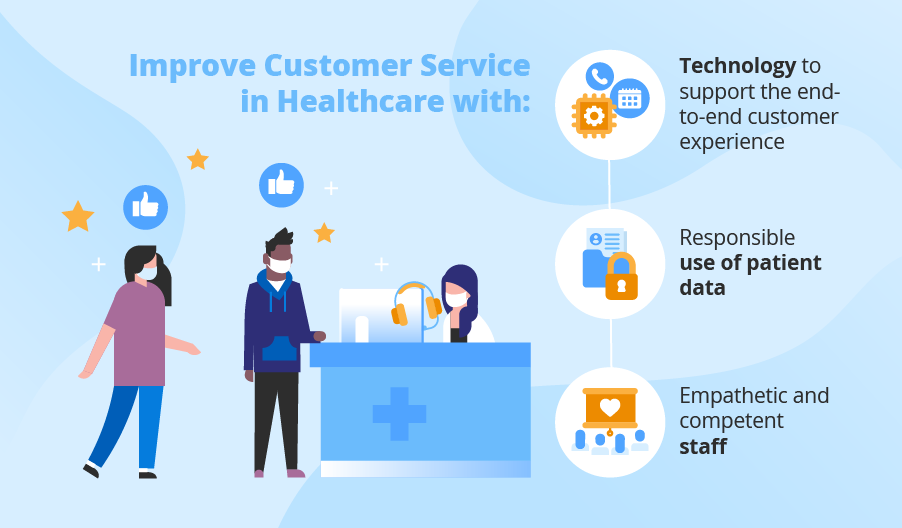 Improve Customer Service
in Healthcare with:
Technology to
support the end-
to-end customer
experience
Responsible
use of patient
data
Empathetic and
competent
staff